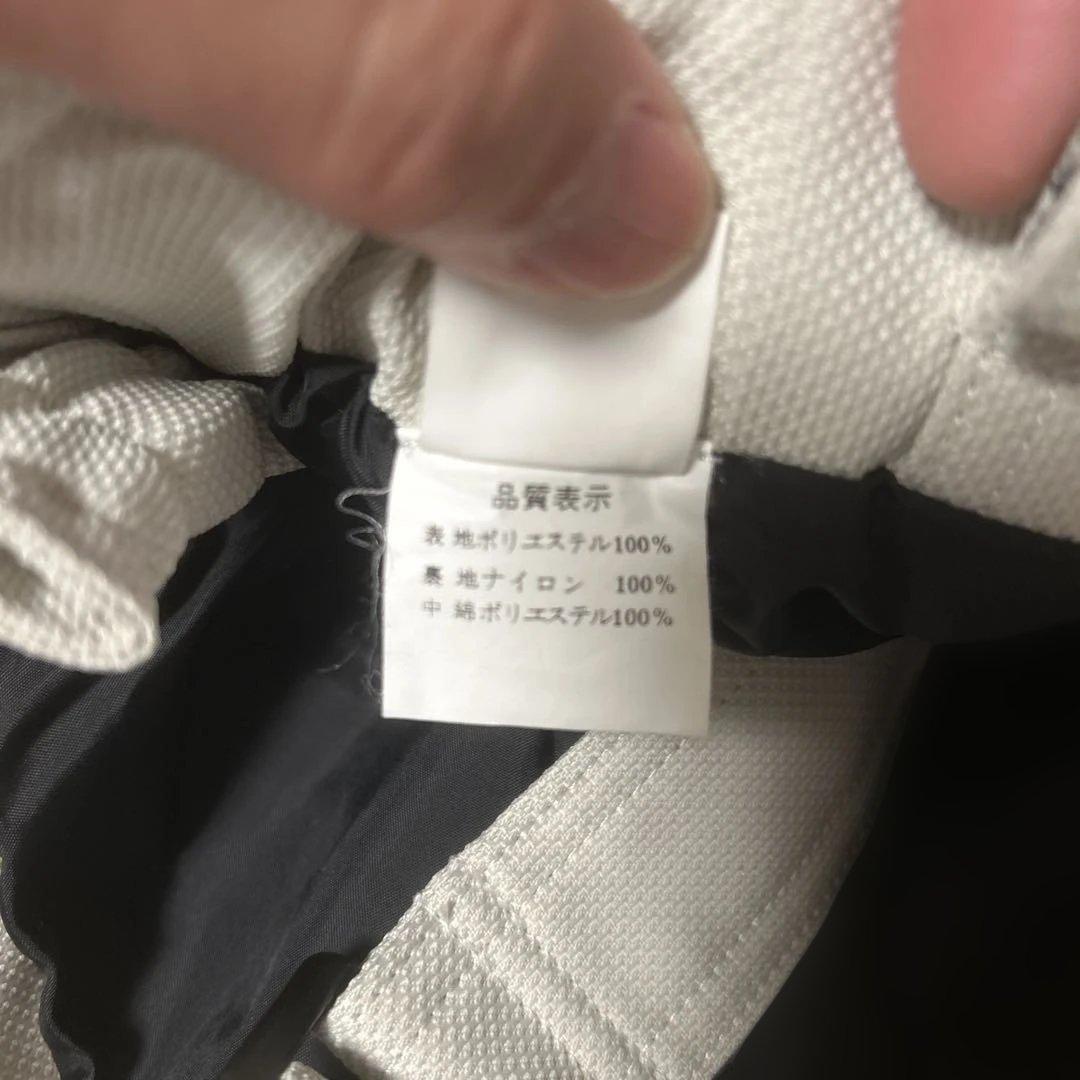 品質表示
表 地ポリエステル100%
裏 地ナイロン 100%
中 綿ポリエステル100%